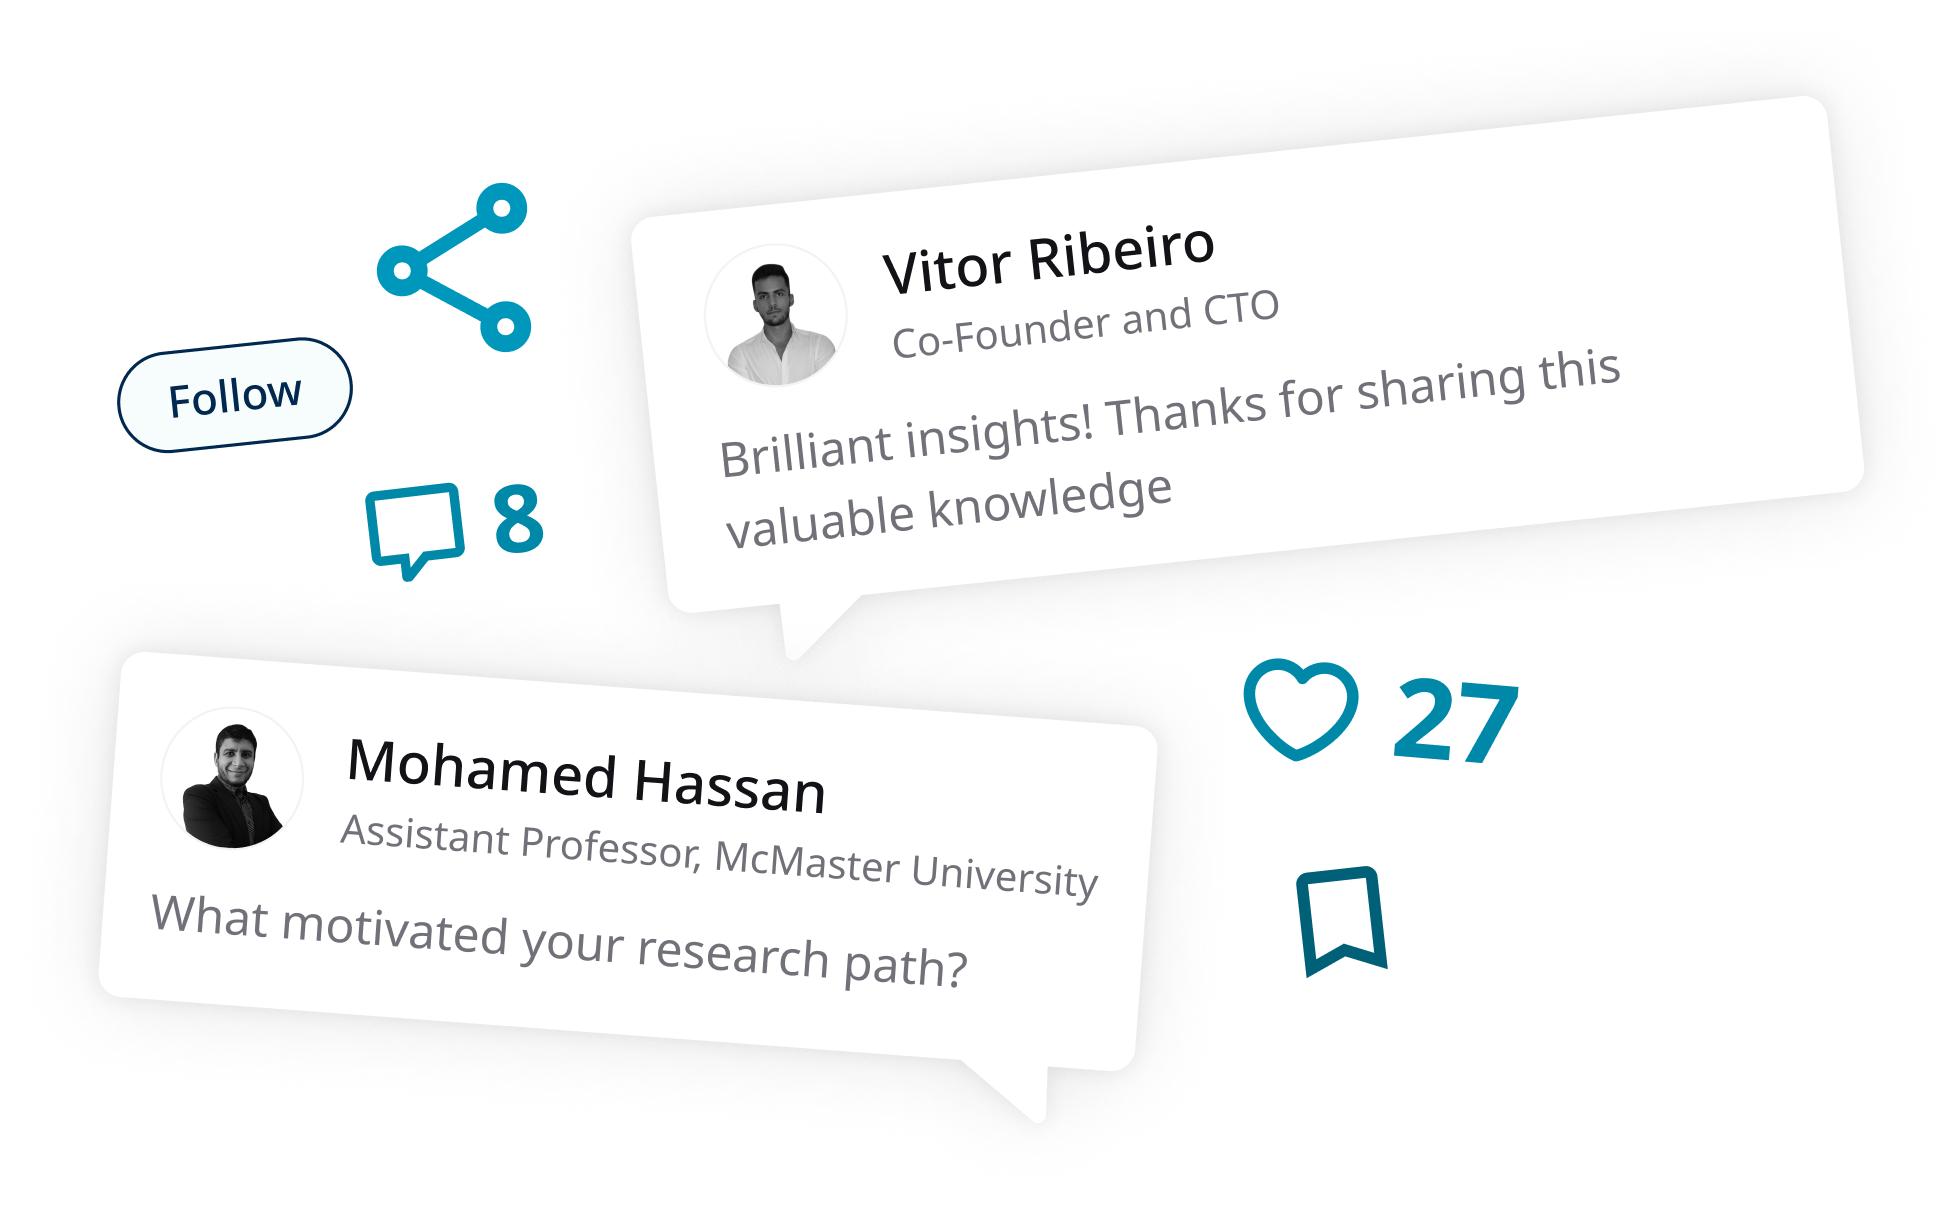 Vitor Ribeiro
Co-Founder and CTO
Brilliant insights! Thanks for sharing this
valuable knowledge
Follow
8
Mohamed Hassan
Assistant Professor, McMaster University
What motivated your research path?
27